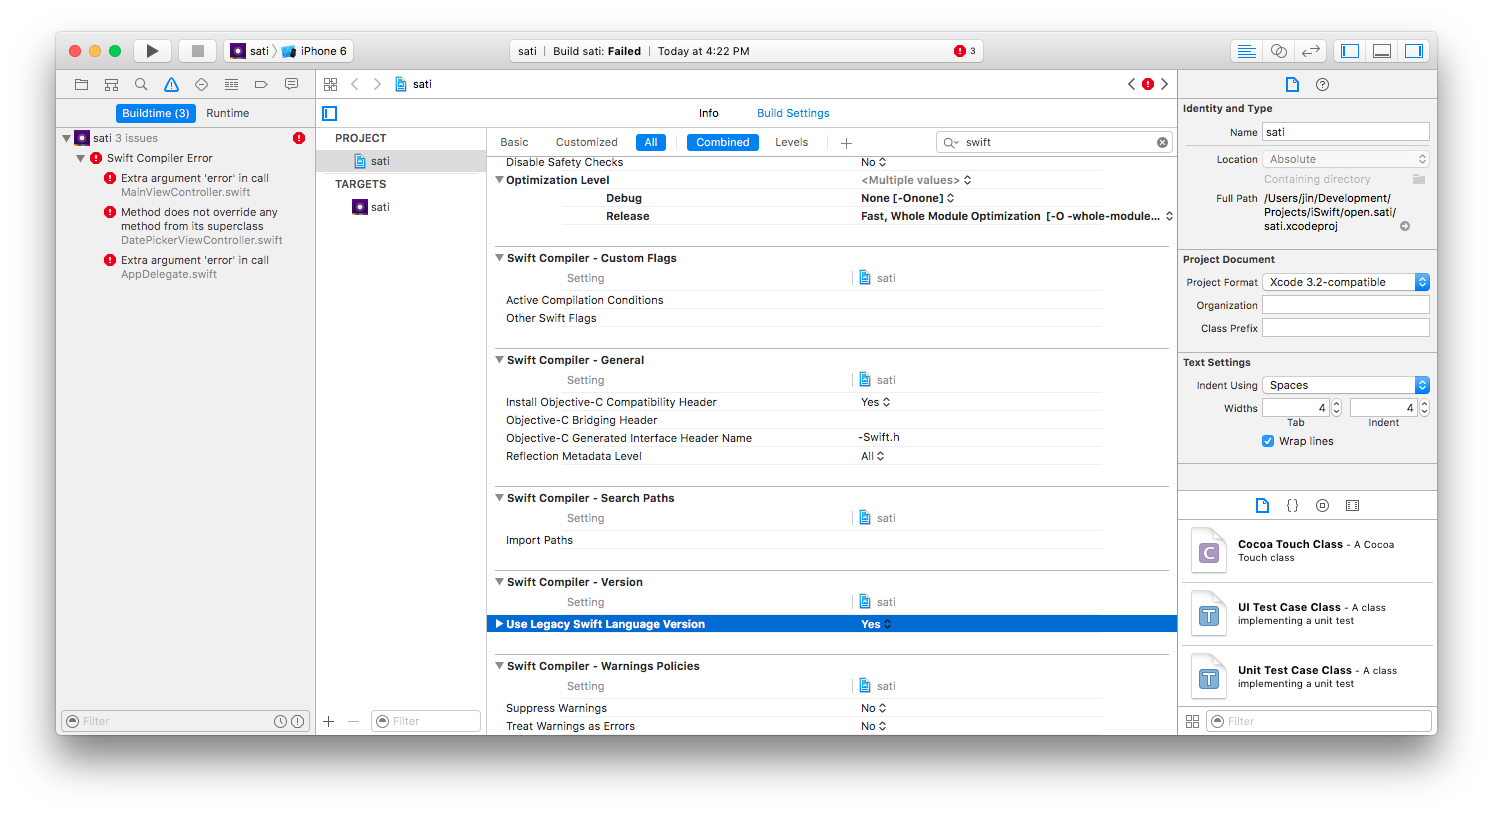 sati iPhone 6
sati | Build sati: Failed | Today at 4:22 PM
3
sati
Buildtime (3) Runtime
sati 3 issues
Swift Compiler Error
Extra argument 'error' in call
MainViewController.swift
Method does not override any
method from its superclass
DatePickerViewController.swift
Extra argument 'error' in call
AppDelegate.swift
Filter
PROJECT
sati
TARGETS
sati
Filter
Info Build Settings
Basic Customized All Combined Levels
swift
Disable Safety Checks No
Optimization Level <Multiple values>
Debug None [-Onone]
Release Fast, Whole Module Optimization [-O -whole-module...
Swift Compiler - Custom Flags
Setting sati
Active Compilation Conditions
Other Swift Flags
Swift Compiler - General
Setting sati
Install Objective-C Compatibility Header Yes
Objective-C Bridging Header
Objective-C Generated Interface Header Name -Swift.h
Reflection Metadata Level All
Swift Compiler - Search Paths
Setting sati
Import Paths
Swift Compiler - Version
Setting sati
Use Legacy Swift Language Version Yes
Swift Compiler - Warnings Policies
Setting sati
Suppress Warnings No
Treat Warnings as Errors No
Identity and Type
Name sati
Location Absolute
Containing directory
Full Path /Users/jin/Development/
Projects/iSwift/open.sati/
sati.xcodeproj
Project Document
Project Format Xcode 3.2-compatible
Organization
Class Prefix
Text Settings
Indent Using Spaces
Widths 4 4
Tab Indent
Wrap lines
{}
C
Cocoa Touch Class - A Cocoa
Touch class
T
UI Test Case Class - A class
implementing a unit test
T
Unit Test Case Class - A class
implementing a unit test
Filter